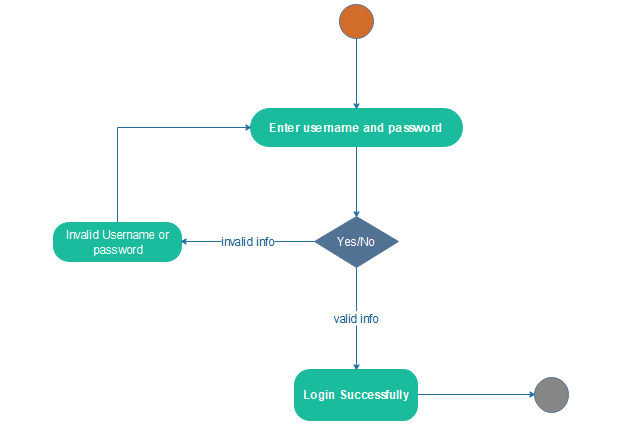 Enter username and password
Invalid Username or
password
invalid info
Yes/No
valid info
Login Successfully